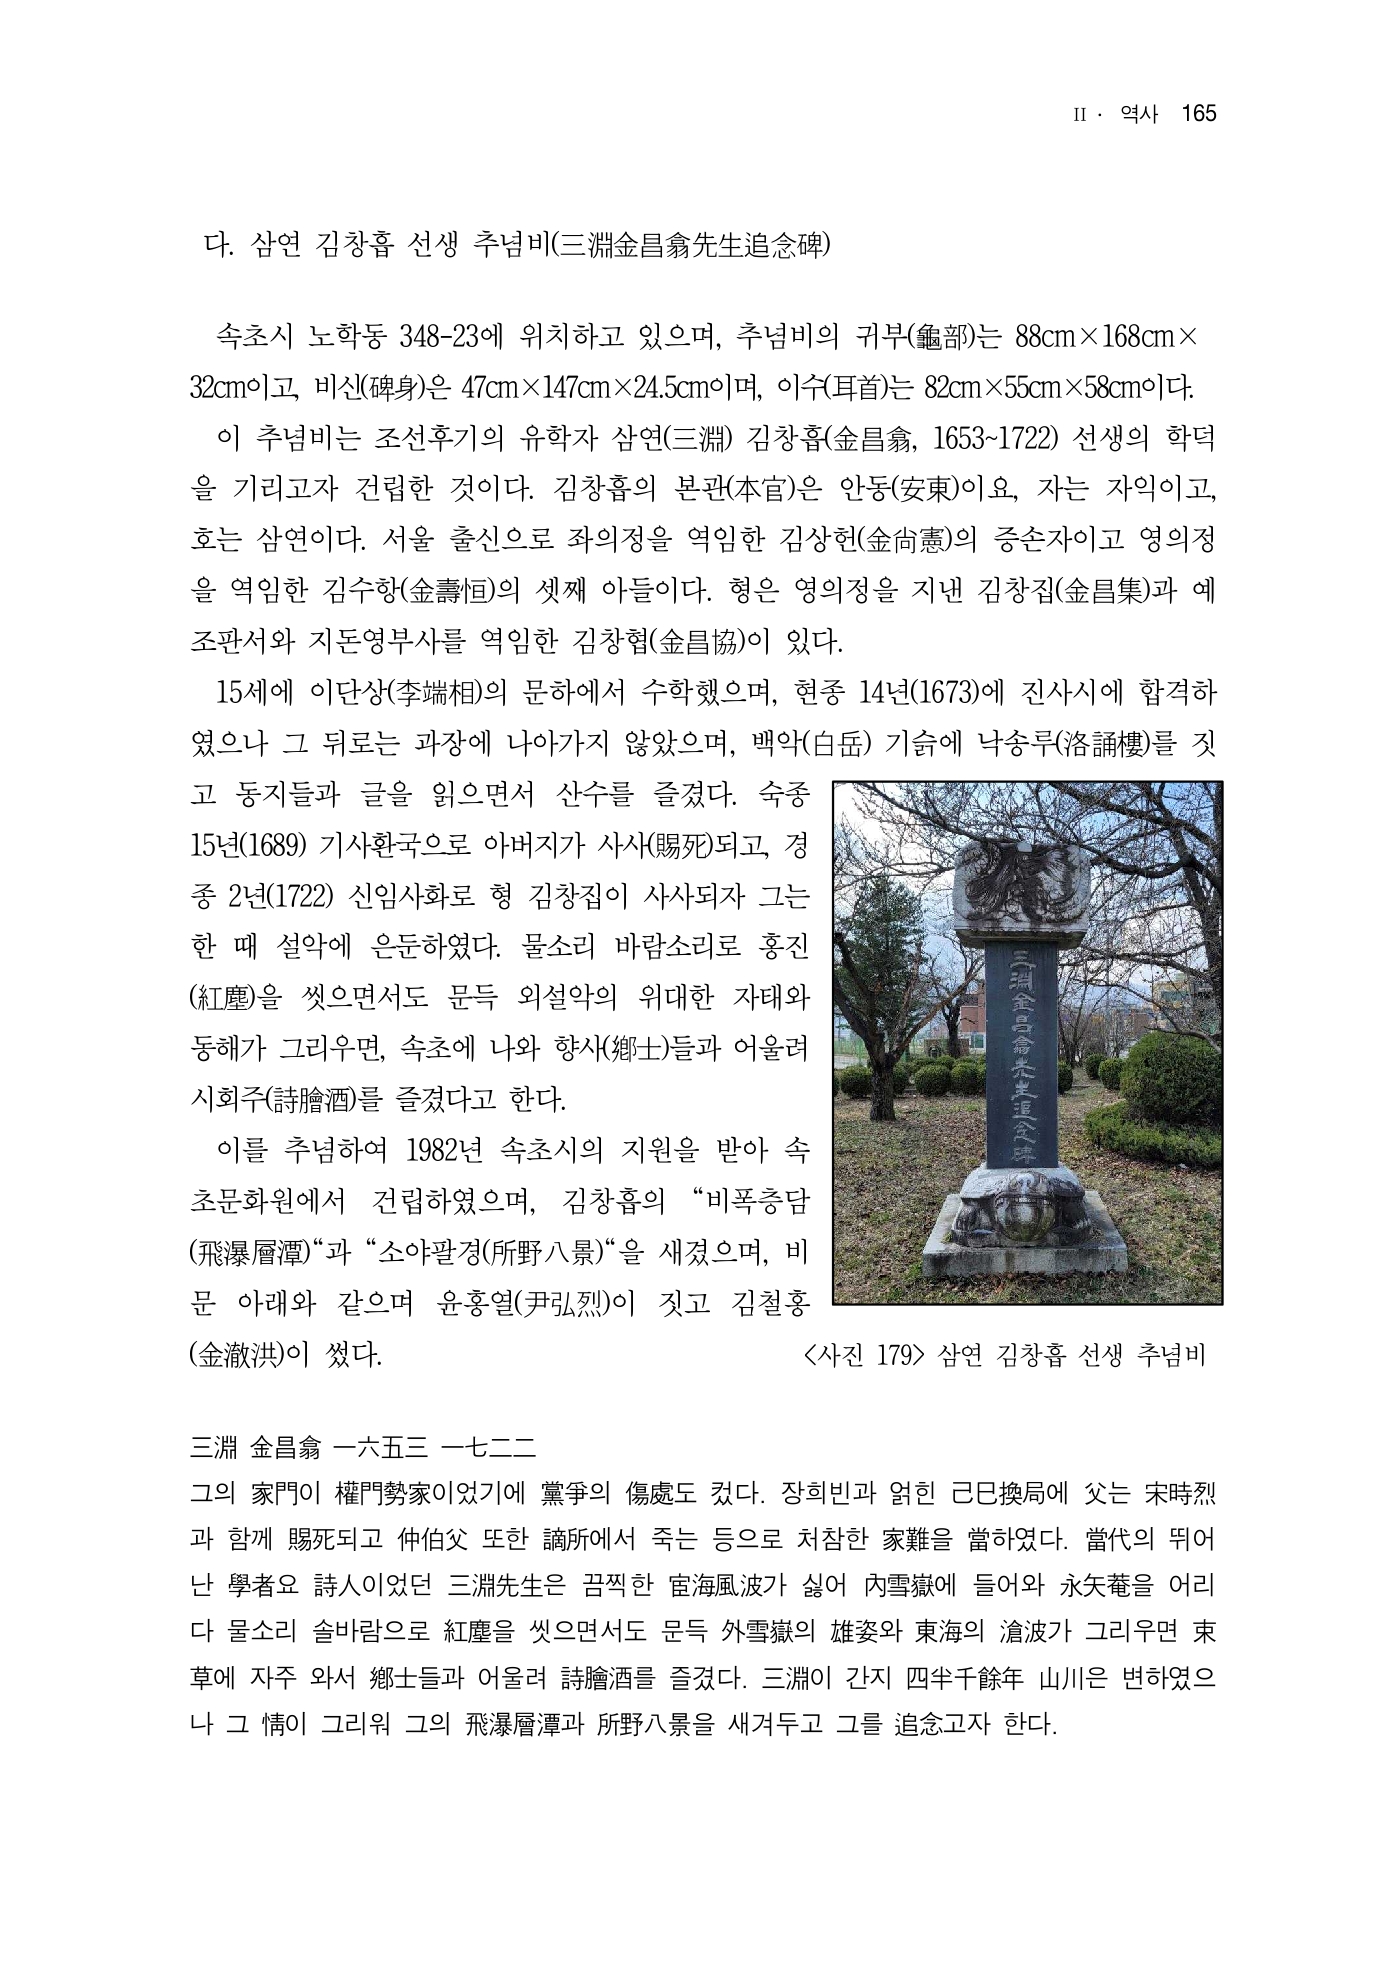 II · 역사 165
다. 삼연 김창흡 선생 추념비(三淵金昌翕先生追念碑)
속초시 노학동 348-23에 위치하고 있으며, 추념비의 귀부(龜部)는 88cm×168cm×
32cm이고, 비신(碑身)은 47cm×147cm×24.5cm이며, 이수(耳首)는 82cm×55cm×58cm이다.
이 추념비는 조선후기의 유학자 삼연(三淵) 김창흡(金昌翕, 1653~1722) 선생의 학덕
을 기리고자 건립한 것이다. 김창흡의 본관(本官)은 안동(安東)이요, 자는 자익이고,
호는 삼연이다. 서울 출신으로 좌의정을 역임한 김상헌(金尙憲)의 증손자이고 영의정
을 역임한 김수항(金壽恒)의 셋째 아들이다. 형은 영의정을 지낸 김창집(金昌集)과 예
조판서와 지돈영부사를 역임한 김창협(金昌協)이 있다.
15세에 이단상(李端相)의 문하에서 수학했으며, 현종 14년(1673)에 진사시에 합격하
였으나 그 뒤로는 과장에 나아가지 않았으며, 백악(白岳) 기슭에 낙송루(洛誦樓)를 짓
고 동지들과 글을 읽으면서 산수를 즐겼다. 숙종
15년(1689) 기사환국으로 아버지가 사사(賜死)되고, 경
종 2년(1722) 신임사화로 형 김창집이 사사되자 그는
한 때 설악에 은둔하였다. 물소리 바람소리로 홍진
(紅塵)을 씻으면서도 문득 외설악의 위대한 자태와
동해가 그리우면, 속초에 나와 향사(鄕士)들과 어울려
시회주(詩膾酒)를 즐겼다고 한다.
이를 추념하여 1982년 속초시의 지원을 받아 속
초문화원에서 건립하였으며, 김창흡의 “비폭층담
(飛瀑層潭)“과 “소야팔경(所野八景)“을 새겼으며, 비
문 아래와 같으며 윤홍열(尹弘烈)이 짓고 김철홍
(金澈洪)이 썼다.
三淵金昌翕先生追念碑
<사진 179> 삼연 김창흡 선생 추념비
三淵 金昌翕 一六五三 一七二二
그의 家門이 權門勢家이었기에 黨爭의 傷處도 컸다. 장희빈과 얽힌 己巳換局에 父는 宋時烈
과 함께 賜死되고 仲伯父 또한 謫所에서 죽는 등으로 처참한 家難을 當하였다. 當代의 뛰어
난 學者요 詩人이었던 三淵先生은 끔찍한 宦海風波가 싫어 內雪嶽에 들어와 永矢菴을 어리
다 물소리 솔바람으로 紅塵을 씻으면서도 문득 外雪嶽의 雄姿와 東海의 滄波가 그리우면 束
草에 자주 와서 鄕士들과 어울려 詩膾酒를 즐겼다. 三淵이 간지 四半千餘年 山川은 변하였으
나 그 情이 그리워 그의 飛瀑層潭과 所野八景을 새겨두고 그를 追念고자 한다.